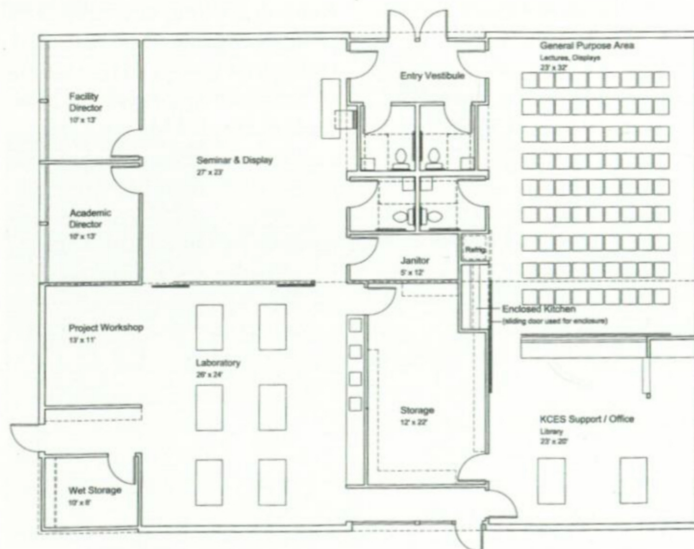 General Purpose Area
Lectures, Displays
23' x 32'
Entry Vestibule
Facility
Director
10' x 13'
Seminar & Display
27' x 23'
Academic
Director
10' x 13'
Janitor
5' x 12'
Refrig.
Enclosed Kitchen
(sliding door used for enclosure)
Project Workshop
13' x 11'
Laboratory
26' x 24'
Storage
12' x 22'
KCES Support / Office
Library
23' x 20'
Wet Storage
10' x 8'